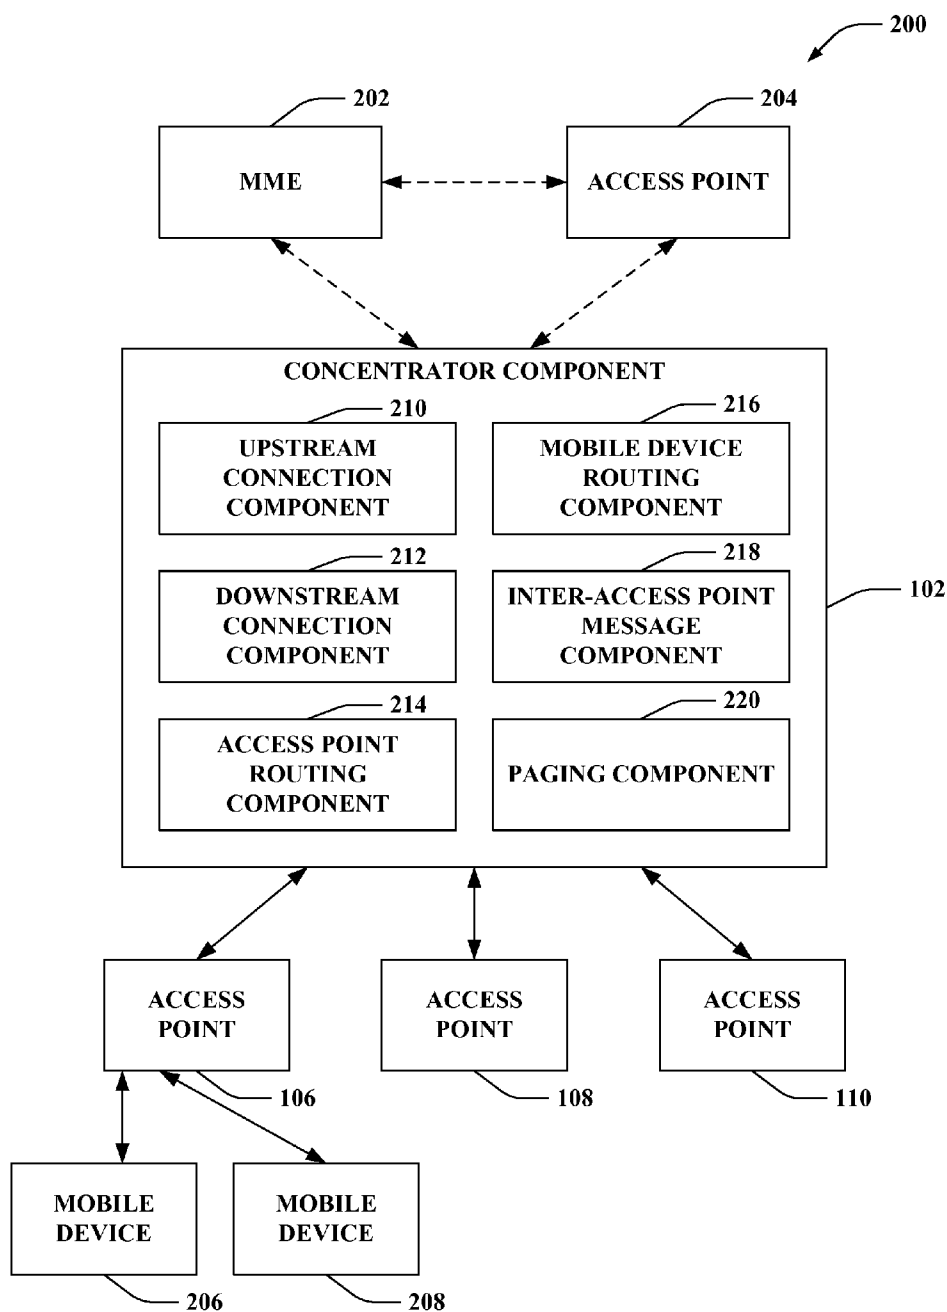 200
202
204
MME
ACCESS POINT
CONCENTRATOR COMPONENT
210
216
UPSTREAM
CONNECTION
COMPONENT
MOBILE DEVICE
ROUTING
COMPONENT
212
218
DOWNSTREAM
CONNECTION
COMPONENT
INTER-ACCESS POINT
MESSAGE
COMPONENT
102
214
220
ACCESS POINT
ROUTING
COMPONENT
PAGING COMPONENT
ACCESS
POINT
ACCESS
POINT
ACCESS
POINT
106
108
110
MOBILE
DEVICE
MOBILE
DEVICE
206
208